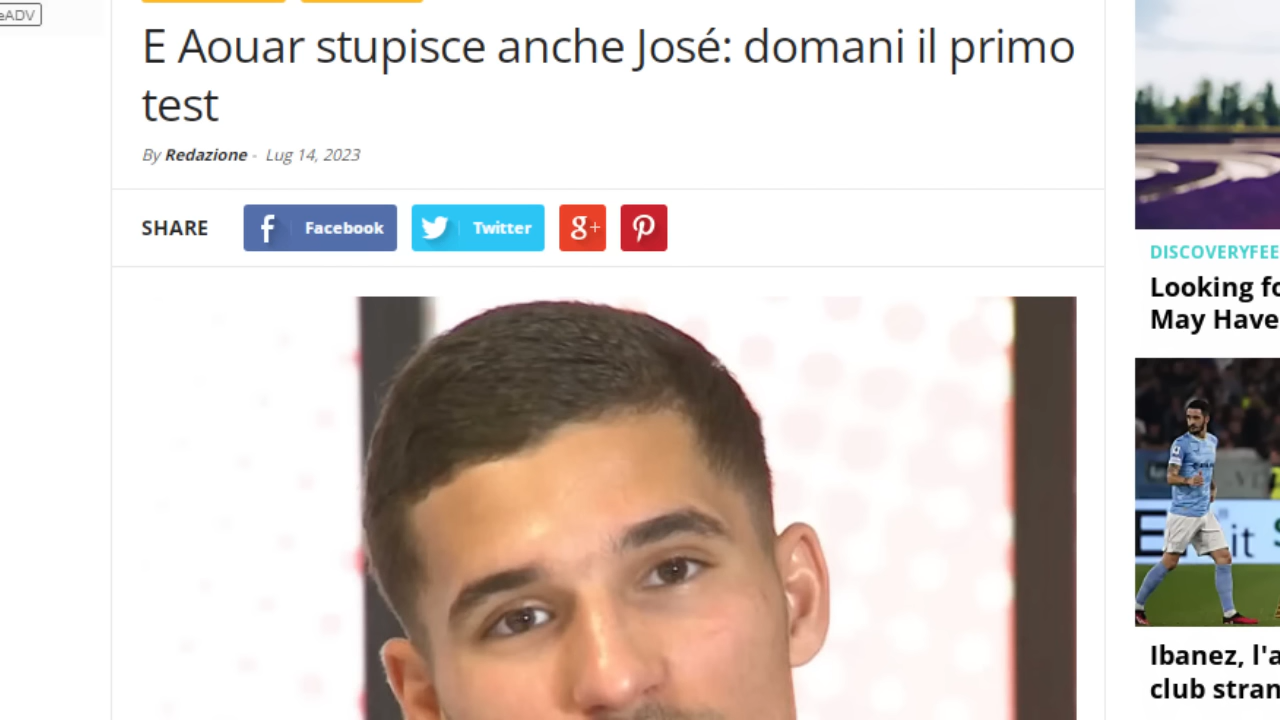 eADV
E Aouar stupisce anche José: domani il primo
test
By Redazione - Lug 14, 2023
SHARE
Facebook
Twitter
g+
DISCOVERYFEE
Looking fo
May Have
it
Ibanez, l'a
club stran